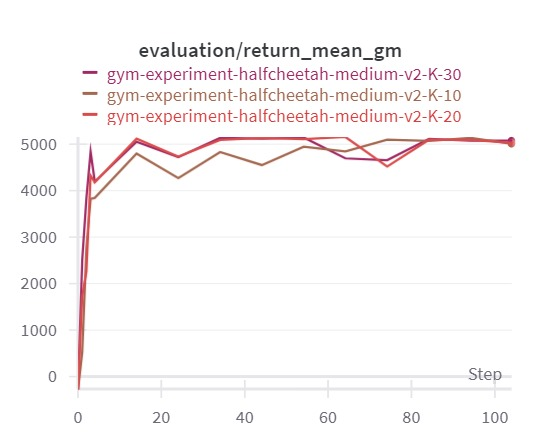 evaluation/return_mean_gm
gym-experiment-halfcheetah-medium-v2-K-30
gym-experiment-halfcheetah-medium-v2-K-10
gym-experiment-halfcheetah-medium-v2-K-20
5000
4000
3000
2000
1000
0
Step
0 20 40 60 80 100